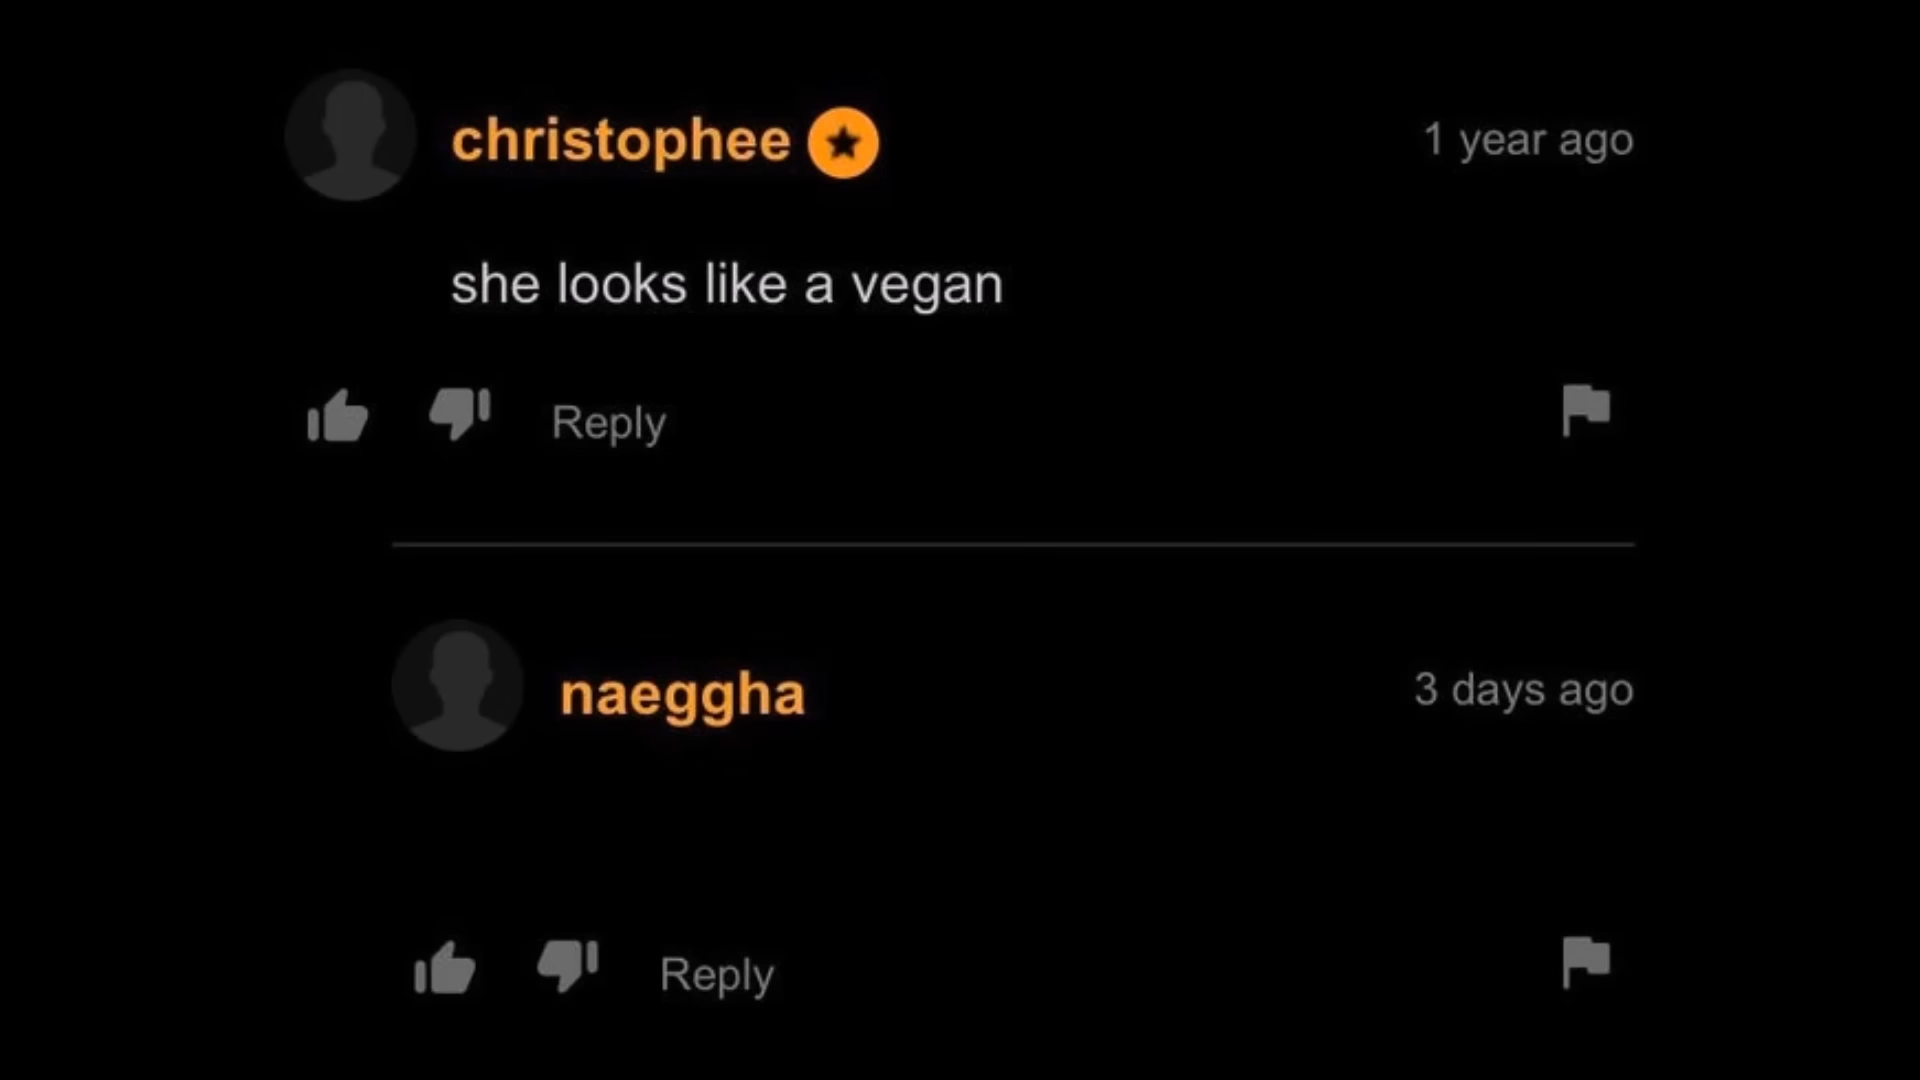 christophee
1 year ago
she looks like a vegan
Reply
naeggha
3 days ago
Reply